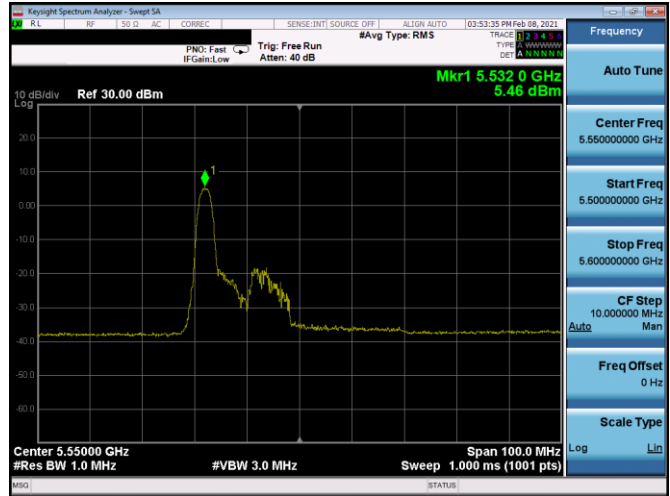 Keysight Spectrum Analyzer - Swept SA
LXI RL RF 50 Ω AC CORREC SENSE:INT SOURCE OFF ALIGN AUTO 03:53:35 PM Feb 08, 2021
#Avg Type: RMS
TRACE 1 2 3 4 5 6
PNO: Fast Trig: Free Run TYPE A WWWWW
IFGain:Low Atten: 40 dB DET A N N N N N
Mkr1 5.532 0 GHz
5.46 dBm
10 dB/div Ref 30.00 dBm
Log
20.0
10.0
0.00
-10.0
-20.0
-30.0
-40.0
-50.0
-60.0
1
Center 5.55000 GHz Span 100.0 MHz
#Res BW 1.0 MHz #VBW 3.0 MHz Sweep 1.000 ms (1001 pts)
MSG STATUS
Frequency
Auto Tune
Center Freq
5.550000000 GHz
Start Freq
5.500000000 GHz
Stop Freq
5.600000000 GHz
CF Step
10.000000 MHz
Auto Man
Freq Offset
0 Hz
Scale Type
Log Lin